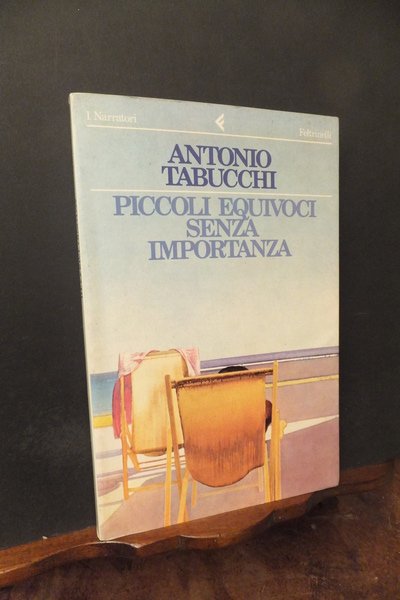 I Narratori
Feltrinelli
ANTONIO
TABUCCHI
PICCOLI EQUIVOCI
SENZA
IMPORTANZA